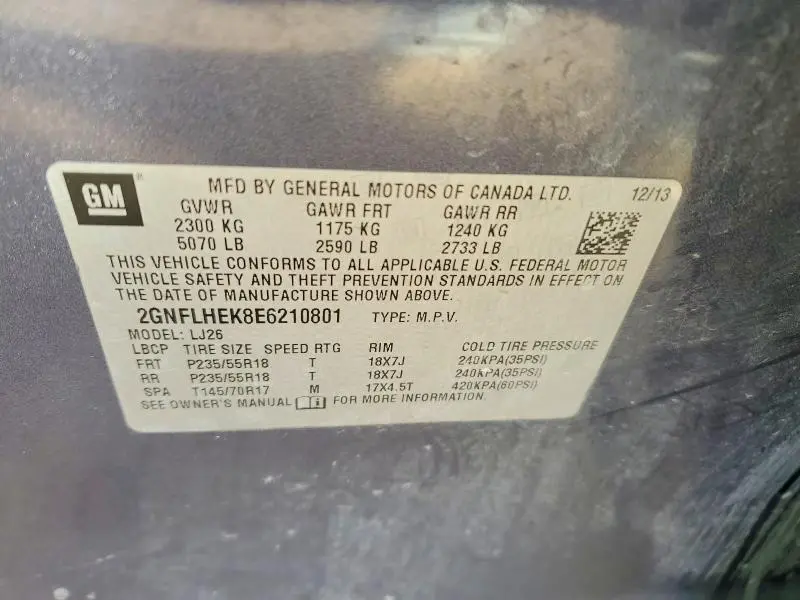 GM ® MFD BY GENERAL MOTORS OF CANADA LTD. 12/13
GVWR GAWR FRT GAWR RR
2300 KG 1175 KG 1240 KG
5070 LB 2590 LB 2733 LB
THIS VEHICLE CONFORMS TO ALL APPLICABLE U.S. FEDERAL MOTOR
VEHICLE SAFETY AND THEFT PREVENTION STANDARDS IN EFFECT ON
THE DATE OF MANUFACTURE SHOWN ABOVE.
2GNFLHEK8E6210801 TYPE: M.P.V.
MODEL: LJ26
LBCP TIRE SIZE SPEED RTG RIM COLD TIRE PRESSURE
FRT P235/55R18 T 18X7J 240KPA(35PSI)
RR P235/55R18 T 18X7J 240KPA(35PSI)
SPA T145/70R17 M 17X4.5T 420KPA(60PSI)
SEE OWNER'S MANUAL FOR MORE INFORMATION.